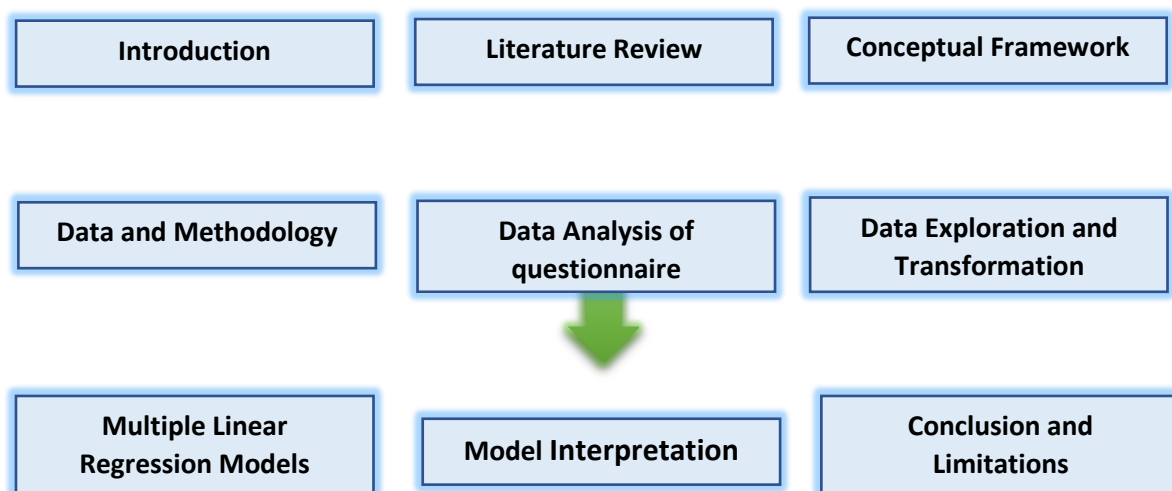 Introduction
Literature Review
Conceptual Framework
Data and Methodology
Data Analysis of
questionnaire
Data Exploration and
Transformation
Multiple Linear
Regression Models
Model Interpretation
Conclusion and
Limitations